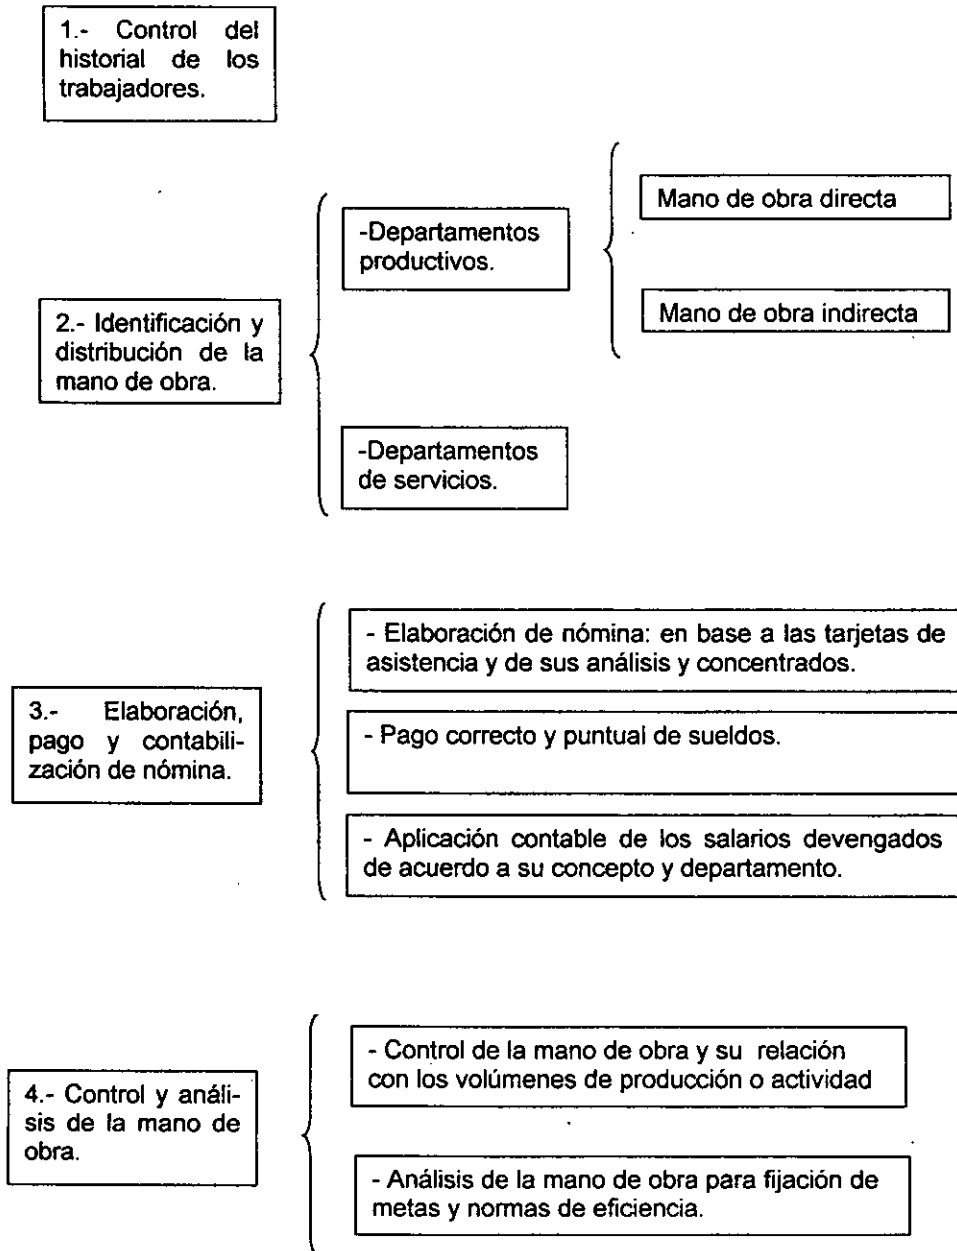 1.- Control del
historial de los
trabajadores.
-Departamentos
productivos.
Mano de obra directa
Mano de obra indirecta
2.- Identificación y
distribución de la
mano de obra.
-Departamentos
de servicios.
3.- Elaboración,
pago y contabili-
zación de nómina.
- Elaboración de nómina: en base a las tarjetas de
asistencia y de sus análisis y concentrados.
- Pago correcto y puntual de sueldos.
- Aplicación contable de los salarios devengados
de acuerdo a su concepto y departamento.
4.- Control y análi-
sis de la mano de
obra.
- Control de la mano de obra y su relación
con los volúmenes de producción o actividad
- Análisis de la mano de obra para fijación de
metas y normas de eficiencia.